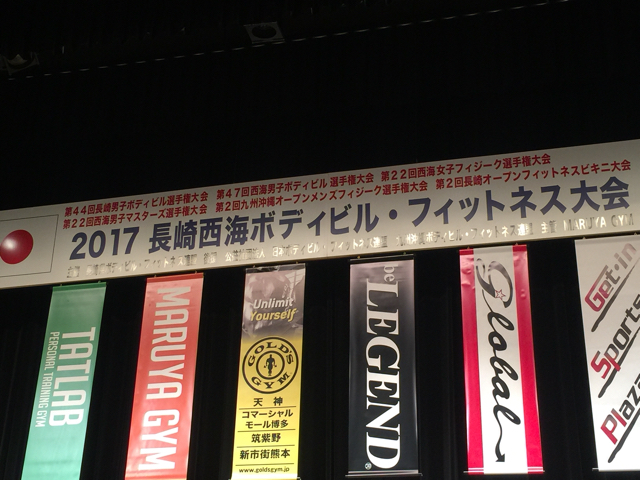 第44回長崎男子ボディビル選手権大会 第47回西海男子ボディビル選手権大会 第22回西海女子フィジーク選手権大会
第22回西海男子マスターズ選手権大会 第2回九州沖縄オープンメンズフィジーク選手権大会 第2回長崎オープンフィットネスビキニ大会
2017 長崎西海ボディビル・フィットネス大会
主管 MARUYA GYM
TATLAB
PERSONAL TRAINING GYM
MARUYA GYM
Unlimit
Yourself
GOLD'S
GYM
天神
コマーシャル
モール博多
筑紫野
新市街熊本
www.goldsgym.jp
be
LEGEND®
Global
Get-in
Sports
Plaza